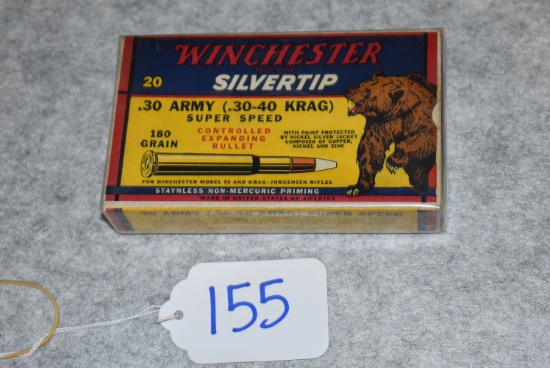 WINCHESTER
20 SILVERTIP
.30 ARMY (.30-40 KRAG)
SUPER SPEED
180 GRAIN
CONTROLLED EXPANDING BULLET
WITH POINT PROTECTED
BY NICKEL SILVER JACKET
COMPOSED OF COPPER,
NICKEL AND ZINC
FOR WINCHESTER MODEL 95 AND KRAG-JORGENSEN RIFLES
STAYNLESS NON-MERCURIC PRIMING
MADE IN UNITED STATES OF AMERICA
.30 ARMY (.30-40 KRAG) SUPER SPEED
155